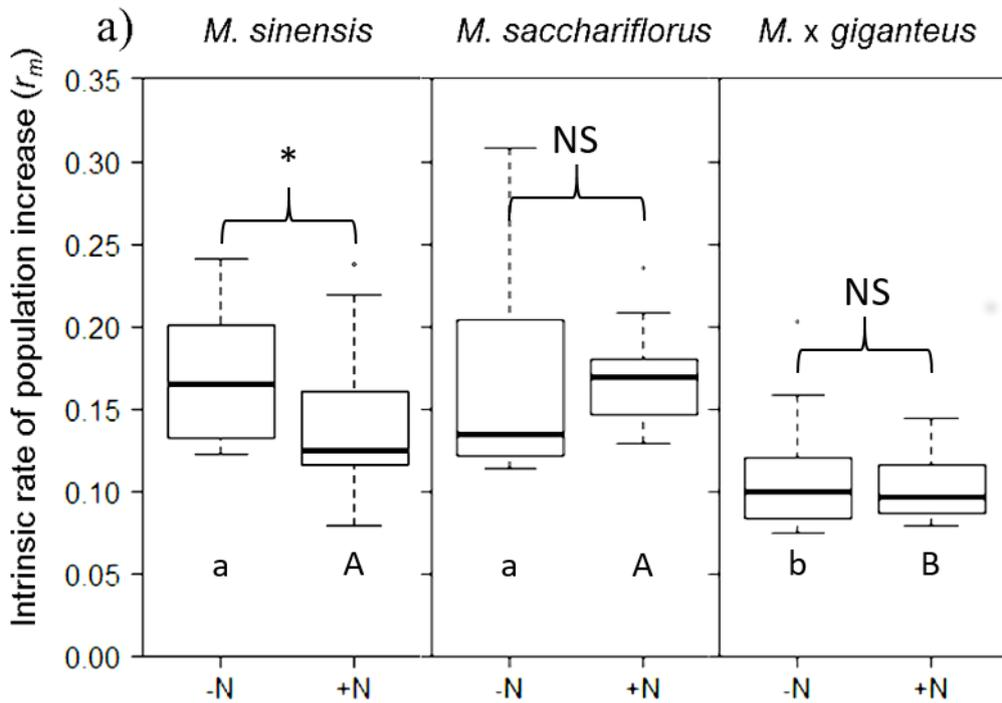 a)
M. sinensis M. sacchariflorus M. x giganteus
Intrinsic rate of population increase (rm)
0.35
0.30
0.25
0.20
0.15
0.10
0.05
0.00
* NS NS
a A a A b B
-N +N -N +N -N +N